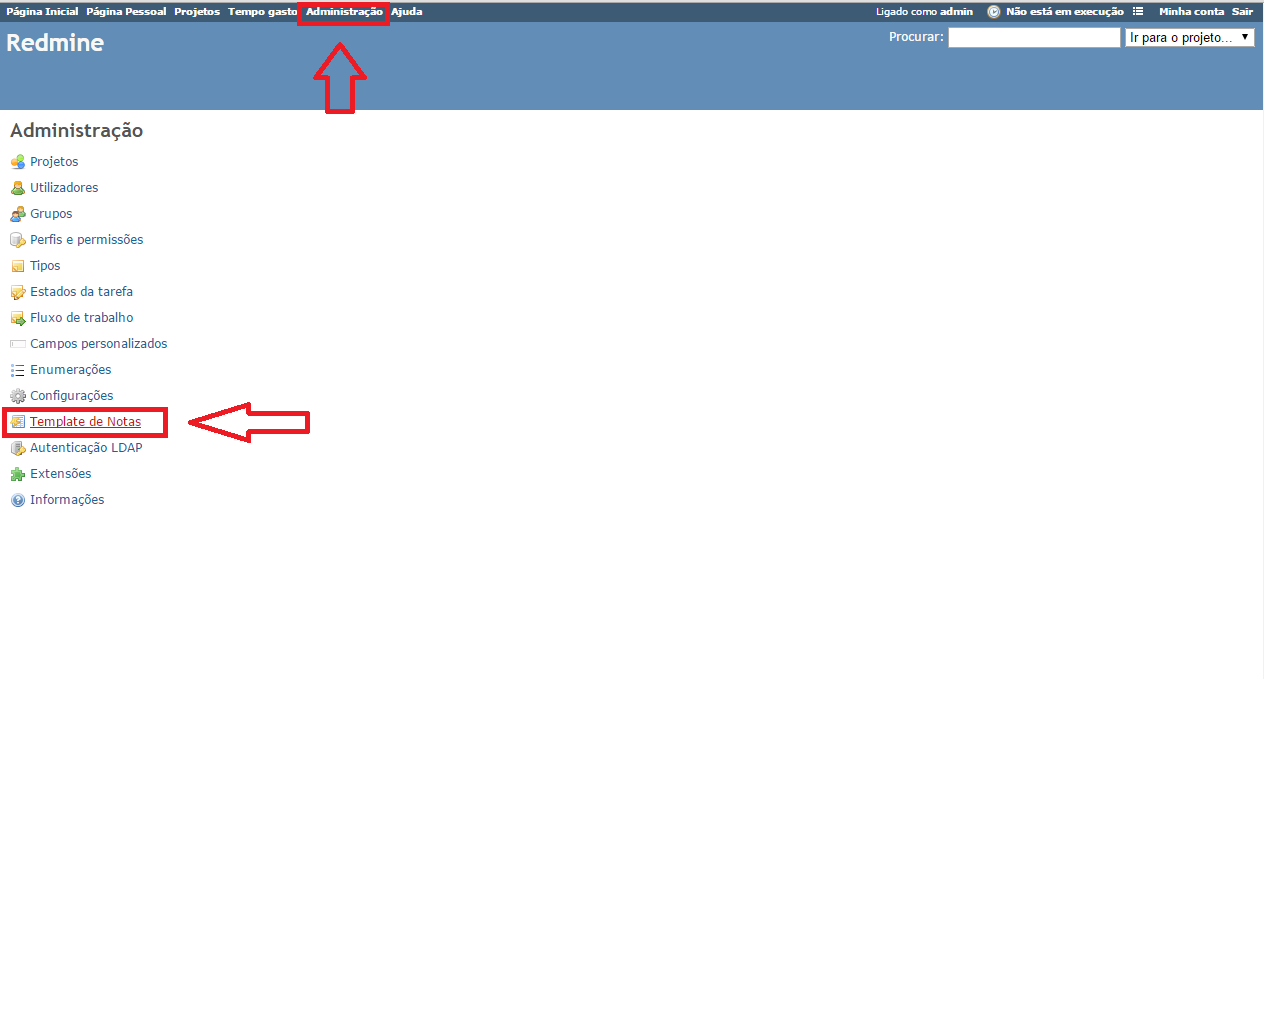 Página Inicial Página Pessoal Projetos Tempo gasto Administração Ajuda Ligado como admin Não está em execução Minha conta Sair
Redmine Procurar: Ir para o projeto...
Administração
Projetos
Utilizadores
Grupos
Perfis e permissões
Tipos
Estados da tarefa
Fluxo de trabalho
Campos personalizados
Enumerações
Configurações
Template de Notas
Autenticação LDAP
Extensões
Informações